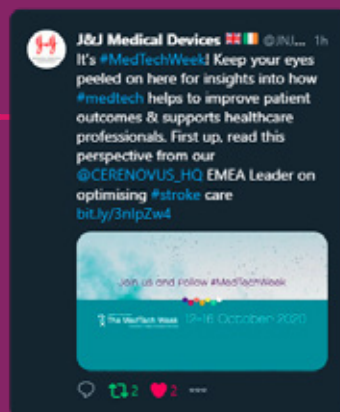 J&J Medical Devices @JNJ... 1h
It's #MedTechWeek! Keep your eyes
peeled on here for insights into how
#medtech helps to improve patient
outcomes & supports healthcare
professionals. First up, read this
perspective from our
@CERENOVUS_HQ EMEA Leader on
optimising #stroke care
bit.ly/3nlpZw4
Join us and follow #MedTechWeek
The MedTech Week 12-16 October 2020
2 2